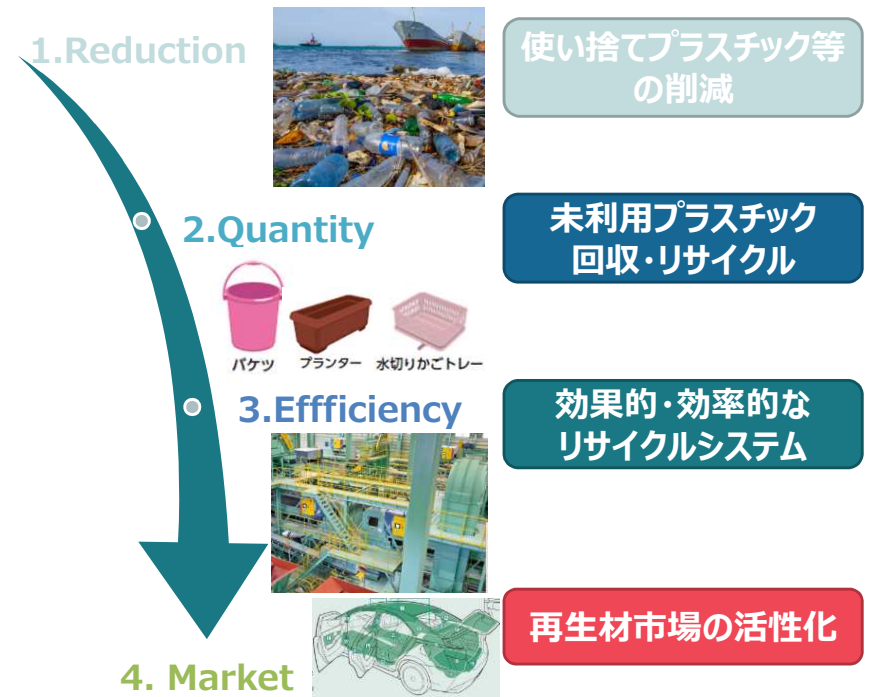 1.Reduction
使い捨てプラスチック等
の削減
2.Quantity
未利用プラスチック
回収・リサイクル
バケツ
プランター
水切りかごトレー
3.Effficiency
効果的・効率的な
リサイクルシステム
再生材市場の活性化
4. Market